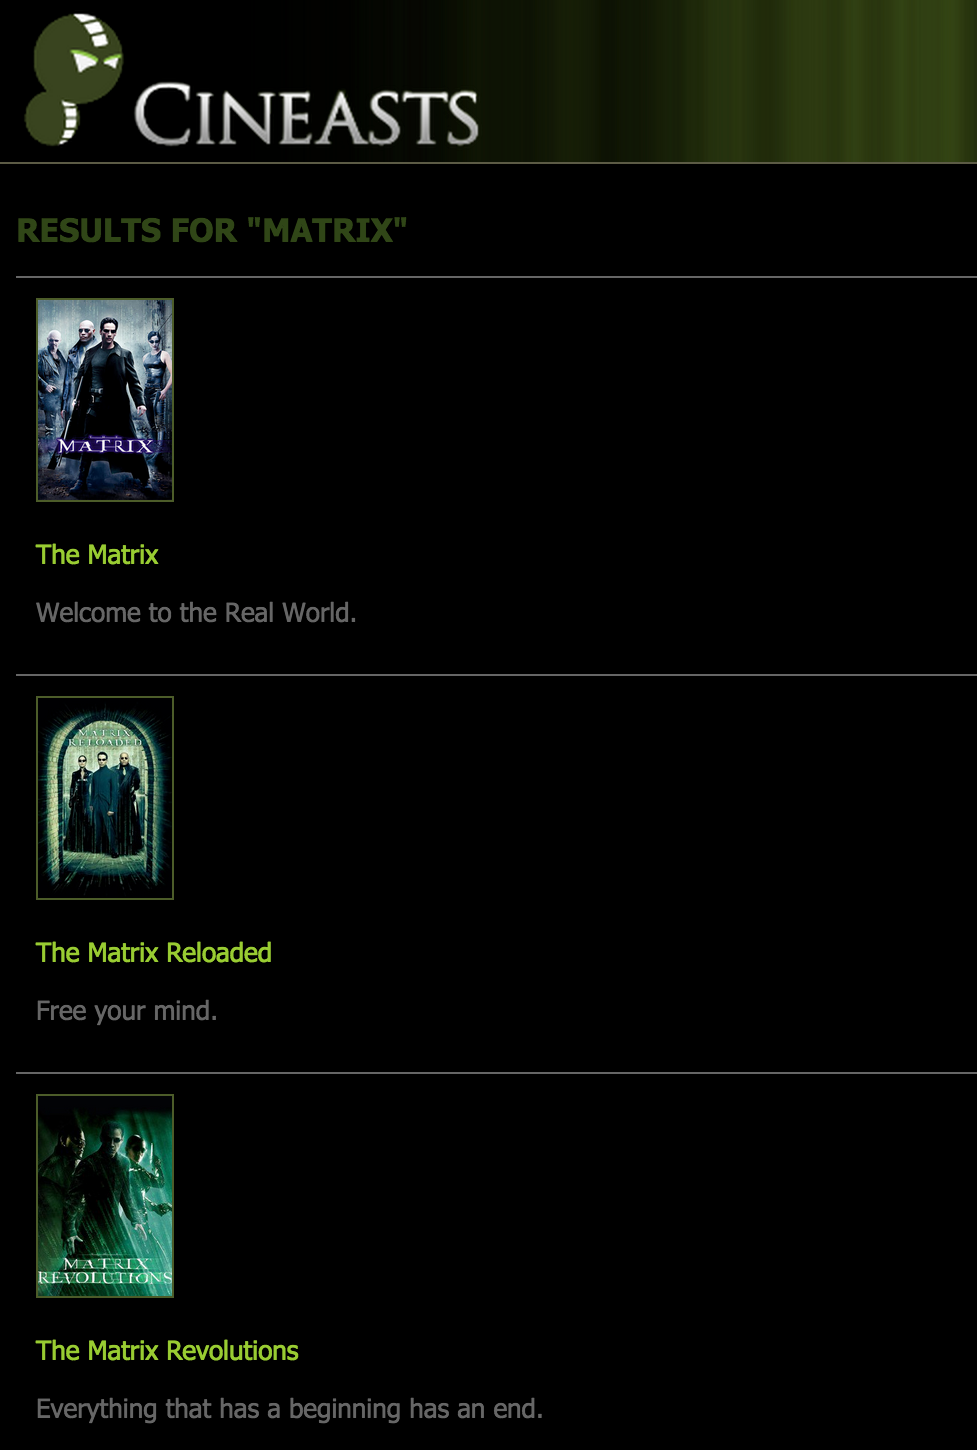 CINEASTS
RESULTS FOR "MATRIX"
MATRIX
The Matrix
Welcome to the Real World.
MATRIX
RELOADED
The Matrix Reloaded
Free your mind.
MATRIX
REVOLUTIONS
The Matrix Revolutions
Everything that has a beginning has an end.